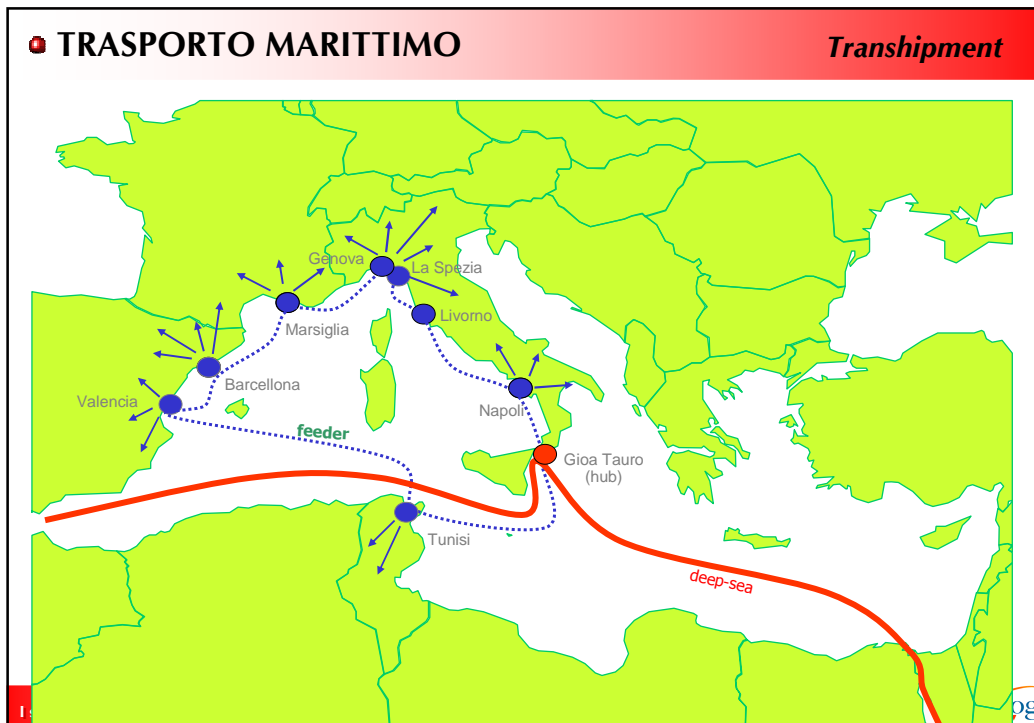 TRASPORTO MARITTIMO
Transhipment
Genova
La Spezia
Livorno
Marsiglia
Barcellona
Valencia
Napoli
feeder
Gioa Tauro
(hub)
Tunisi
deep-sea